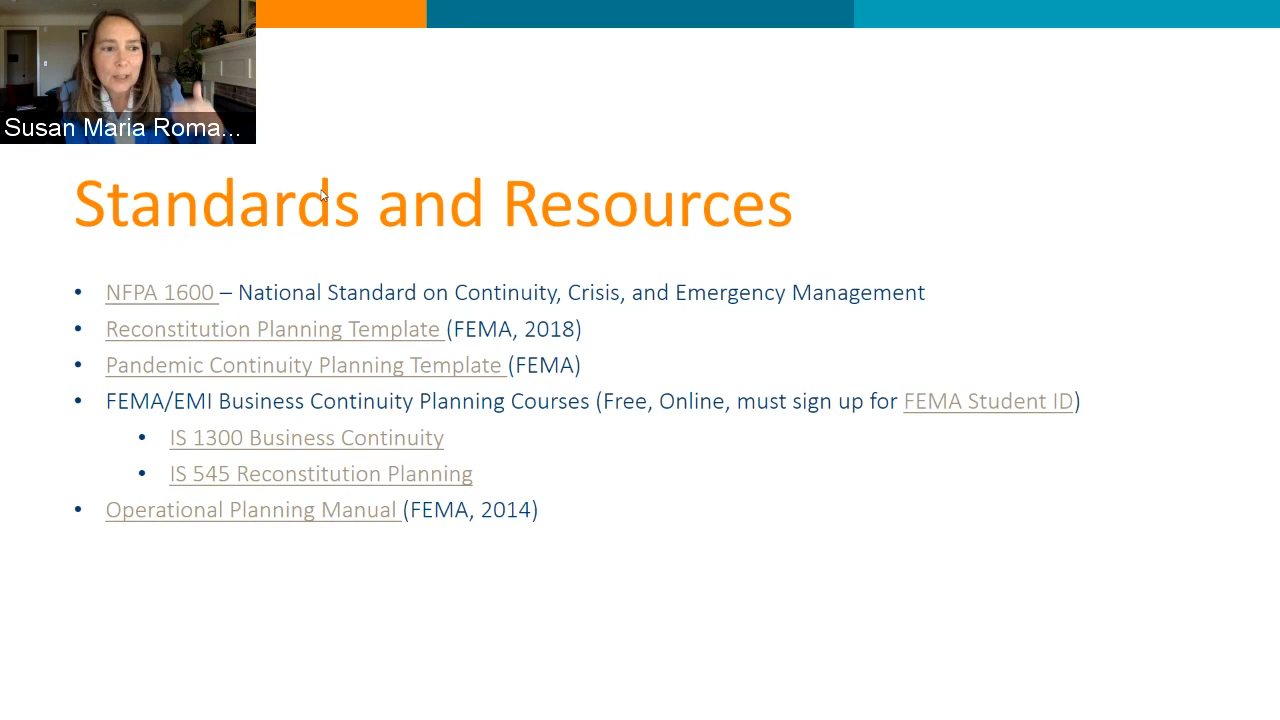 Susan Maria Roma...
Standards and Resources
• NFPA 1600 – National Standard on Continuity, Crisis, and Emergency Management
• Reconstitution Planning Template (FEMA, 2018)
• Pandemic Continuity Planning Template (FEMA)
• FEMA/EMI Business Continuity Planning Courses (Free, Online, must sign up for FEMA Student ID)
• IS 1300 Business Continuity
• IS 545 Reconstitution Planning
• Operational Planning Manual (FEMA, 2014)